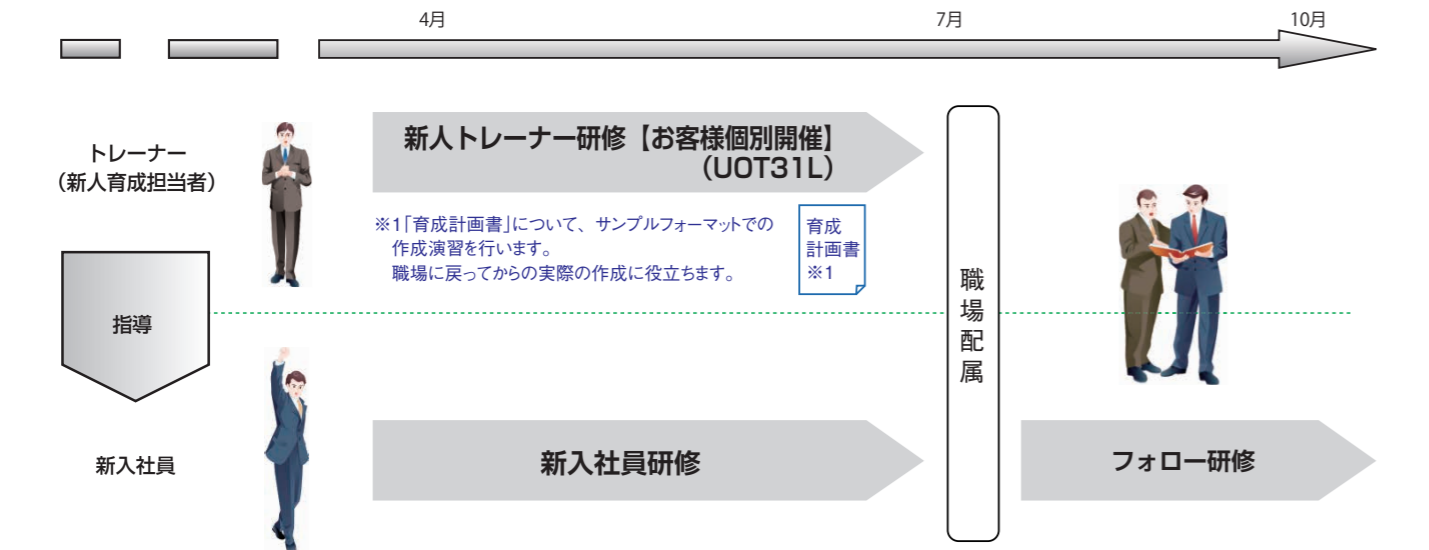 4月
7月
10月
トレーナー
（新人育成担当者）
新人トレーナー研修【お客様個別開催】
（UOT31L）
※1「育成計画書」について、サンプルフォーマットでの
作成演習を行います。
職場に戻ってからの実際の作成に役立ちます。
育成
計画書
※1
指導
職場配属
新入社員
新入社員研修
フォロー研修